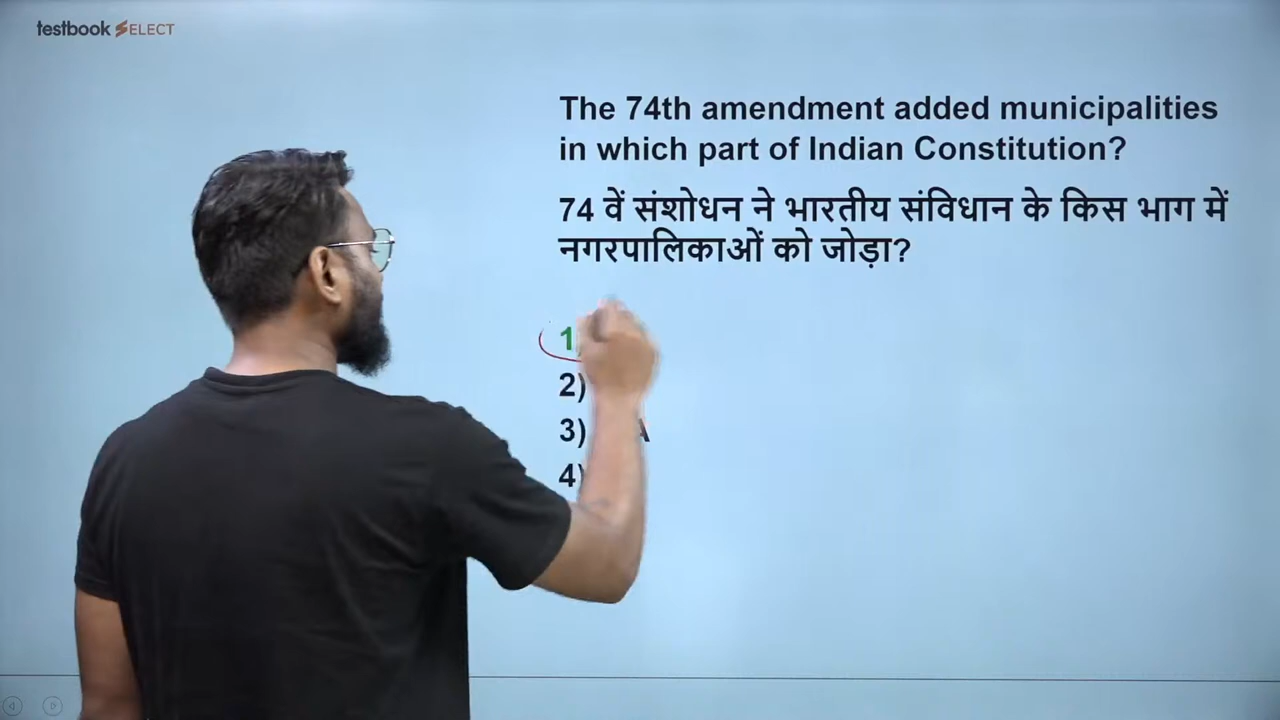 testbook SELECT
The 74th amendment added municipalities
in which part of Indian Constitution?
74 वें संशोधन ने भारतीय संविधान के किस भाग में
नगरपालिकाओं को जोड़ा?
1
2)
3) A
4)